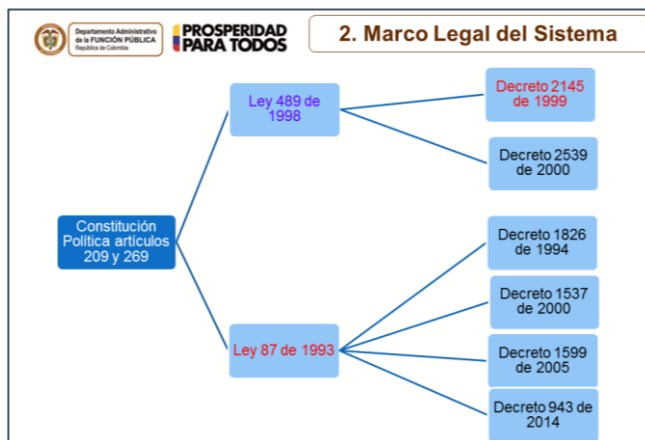 Departamento Administrativo
de la FUNCIÓN PÚBLICA
República de Colombia
PROSPERIDAD
PARA TODOS
2. Marco Legal del Sistema
Constitución
Política artículos
209 y 269
Ley 489 de
1998
Decreto 2145
de 1999
Decreto 2539
de 2000
Ley 87 de 1993
Decreto 1826
de 1994
Decreto 1537
de 2000
Decreto 1599
de 2005
Decreto 943 de
2014